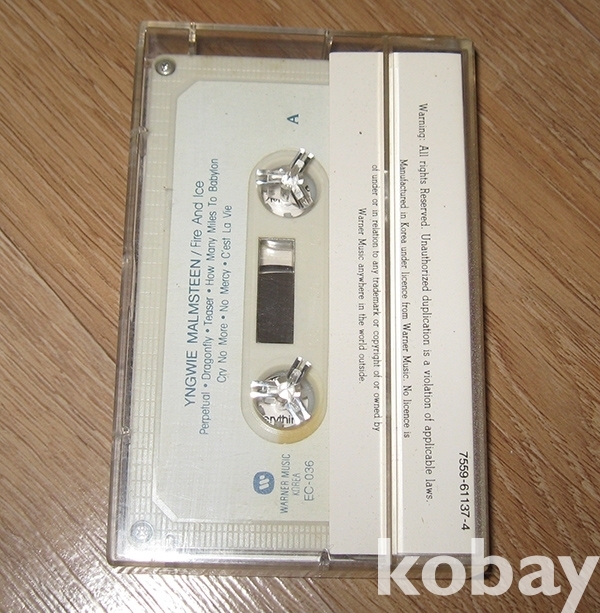 A
YNGWIE MALMSTEEN / Fire And Ice
Perpetual • Dragonfly • Teaser • How Many Miles To Babylon
Cry No More • No Mercy • C'est La Vie
WARNER MUSIC
KOREA
EC-036
erythin
Warning: All rights Reserved. Unauthorized duplication is a violation of applicable laws.
Manufactured in Korea under licence from Warner Music. No licence is
of under or in relation to any trademark or copyright of or owned by
Warner Music anywhere in the world outside.
7559-61137-4
kobay